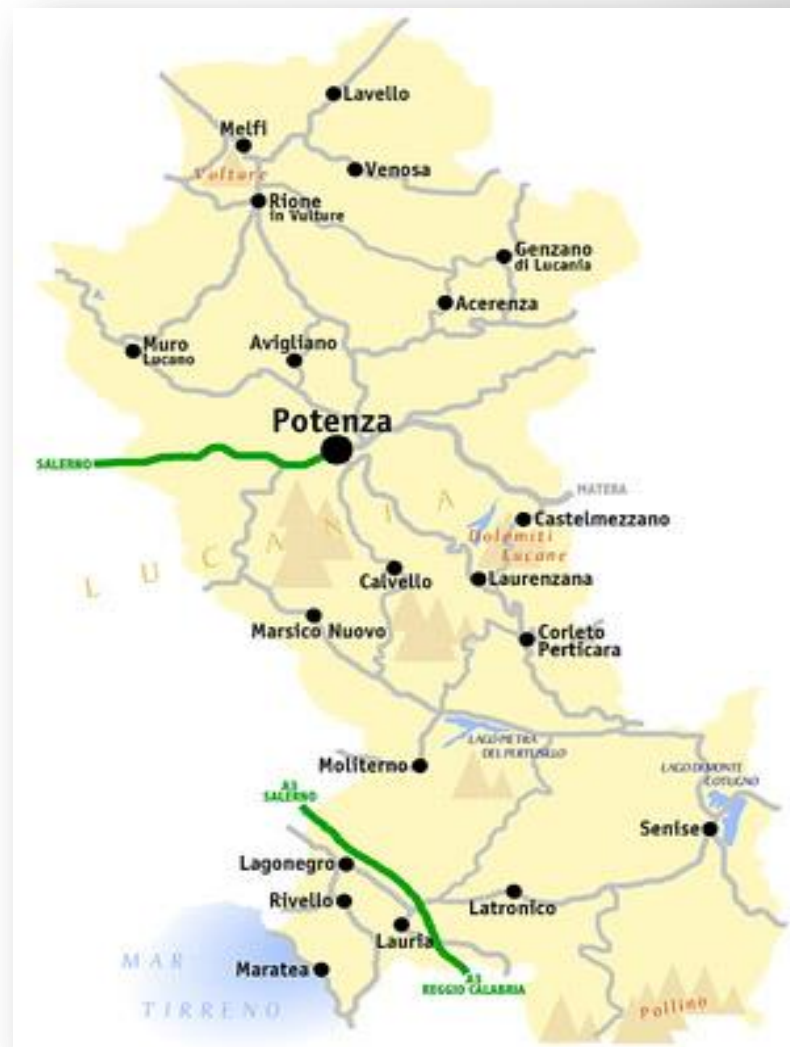 Lavello
Melfi
Volture
Venosa
Rione
in Vulture
Genzano
di Lucania
Acerenza
Muro
Lucano
Avigliano
Potenza
SALERNO
MATERA
LUCANIA
Castelmezzano
Dolomiti
Lucane
Calvello
Laurenzana
Marsico Nuovo
Corleto
Perticara
LAGO PIETRA
DEL PERTUSILLO
Moliterno
LAGO DI MONTE
COTUGNO
A3
SALERNO
Senise
Lagonegro
Rivello
Latronico
Lauria
MAR
TIRRENO
Maratea
A3
REGGIO CALABRIA
Pollino